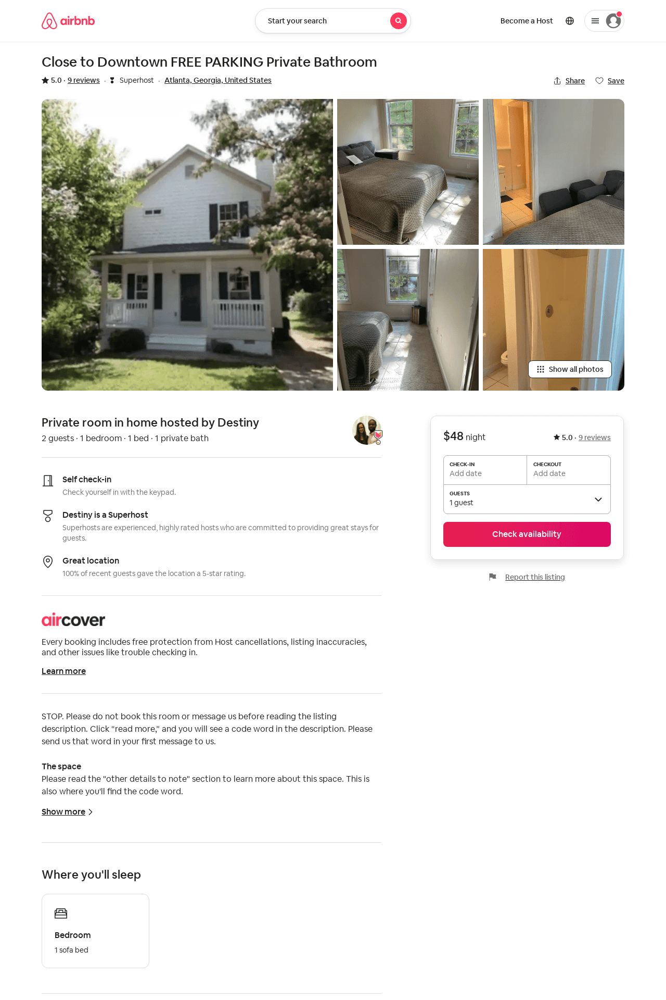 airbnb
Start your search
Become a Host
Close to Downtown FREE PARKING Private Bathroom
5.0 · 9 reviews · Superhost · Atlanta, Georgia, United States
Share
Save
Show all photos
Private room in home hosted by Destiny
2 guests · 1 bedroom · 1 bed · 1 private bath
Self check-in
Check yourself in with the keypad.
Destiny is a Superhost
Superhosts are experienced, highly rated hosts who are committed to providing great stays for
guests.
Great location
100% of recent guests gave the location a 5-star rating.
$48 night
5.0 · 9 reviews
CHECK-IN
Add date
CHECKOUT
Add date
GUESTS
1 guest
Check availability
Report this listing
aircover
Every booking includes free protection from Host cancellations, listing inaccuracies,
and other issues like trouble checking in.
Learn more
STOP. Please do not book this room or message us before reading the listing
description. Click “read more,” and you will see a code word in the description. Please
send us that word in your first message to us.
The space
Please read the "other details to note" section to learn more about this space. This is
also where you'll find the code word.
Show more
Where you'll sleep
Bedroom
1 sofa bed